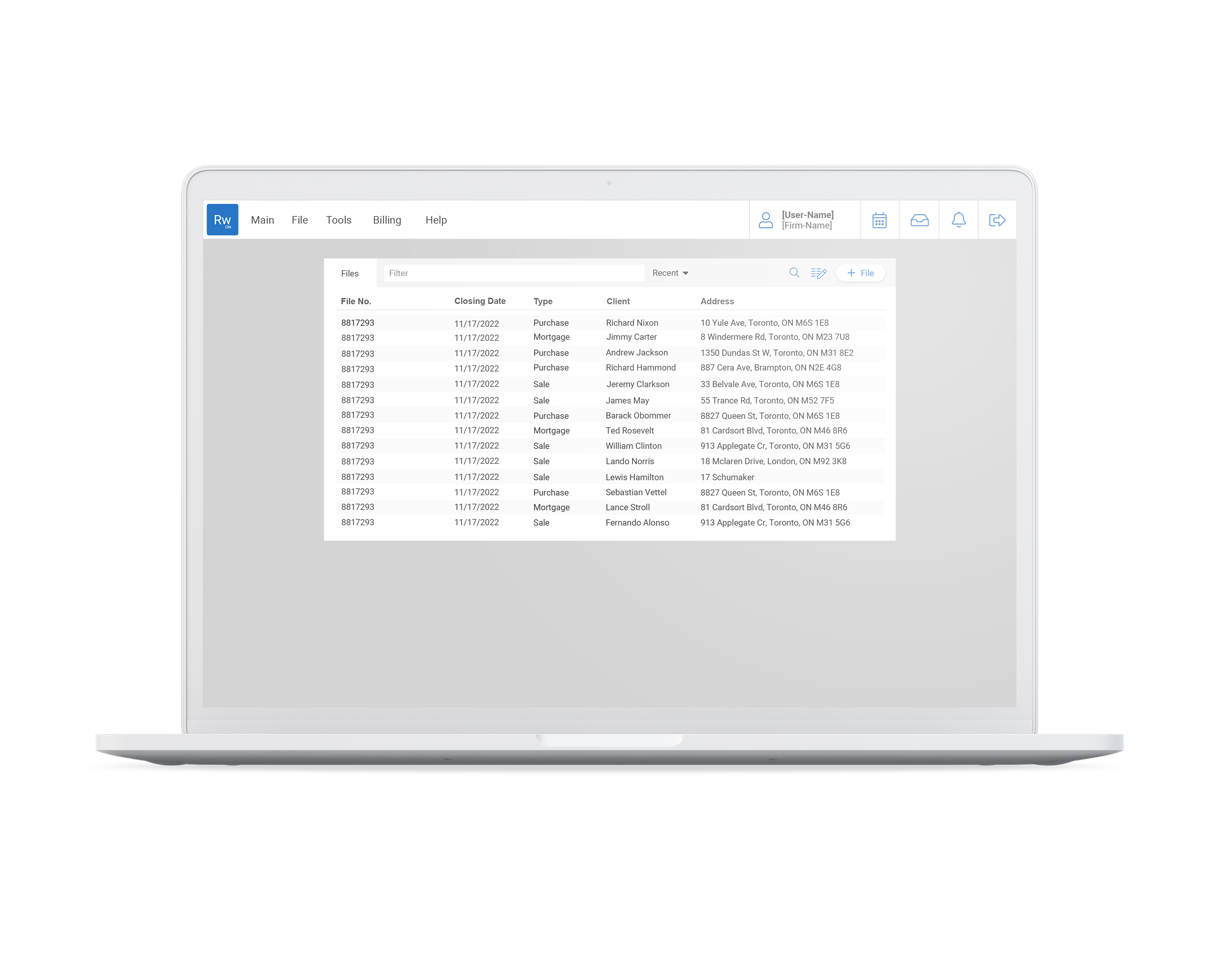 Rw
ON
Main File Tools Billing Help
[User-Name]
[Firm-Name]
Files Filter Recent + File
File No. Closing Date Type Client Address
8817293 11/17/2022 Purchase Richard Nixon 10 Yule Ave, Toronto, ON M6S 1E8
8817293 11/17/2022 Mortgage Jimmy Carter 8 Windermere Rd, Toronto, ON M23 7U8
8817293 11/17/2022 Purchase Andrew Jackson 1350 Dundas St W, Toronto, ON M31 8E2
8817293 11/17/2022 Purchase Richard Hammond 887 Cera Ave, Brampton, ON N2E 4G8
8817293 11/17/2022 Sale Jeremy Clarkson 33 Belvale Ave, Toronto, ON M6S 1E8
8817293 11/17/2022 Sale James May 55 Trance Rd, Toronto, ON M52 7F5
8817293 11/17/2022 Purchase Barack Obommer 8827 Queen St, Toronto, ON M6S 1E8
8817293 11/17/2022 Mortgage Ted Rosevelt 81 Cardsort Blvd, Toronto, ON M46 8R6
8817293 11/17/2022 Sale William Clinton 913 Applegate Cr, Toronto, ON M31 5G6
8817293 11/17/2022 Sale Lando Norris 18 Mclaren Drive, London, ON M92 3K8
8817293 11/17/2022 Sale Lewis Hamilton 17 Schumaker
8817293 11/17/2022 Purchase Sebastian Vettel 8827 Queen St, Toronto, ON M6S 1E8
8817293 11/17/2022 Mortgage Lance Stroll 81 Cardsort Blvd, Toronto, ON M46 8R6
8817293 11/17/2022 Sale Fernando Alonso 913 Applegate Cr, Toronto, ON M31 5G6